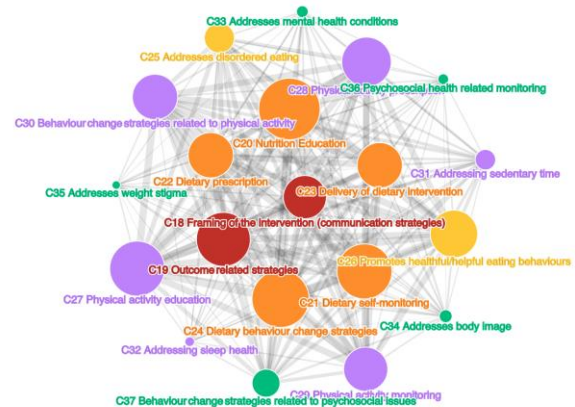 C33 Addresses mental health conditions
C25 Addresses disordered eating
C28 Physical activity
C36 Psychosocial health related monitoring
C30 Behaviour change strategies related to physical activity
C20 Nutrition Education
C31 Addressing sedentary time
C22 Dietary prescription
C23 Delivery of dietary intervention
C35 Addresses weight stigma
C18 Framing of the intervention (communication strategies)
C26 Promotes healthful/helpful eating behaviours
C19 Outcome related strategies
C27 Physical activity education
C21 Dietary self-monitoring
C34 Addresses body image
C24 Dietary behaviour change strategies
C32 Addressing sleep health
C29 Physical activity monitoring
C37 Behaviour change strategies related to psychosocial issues